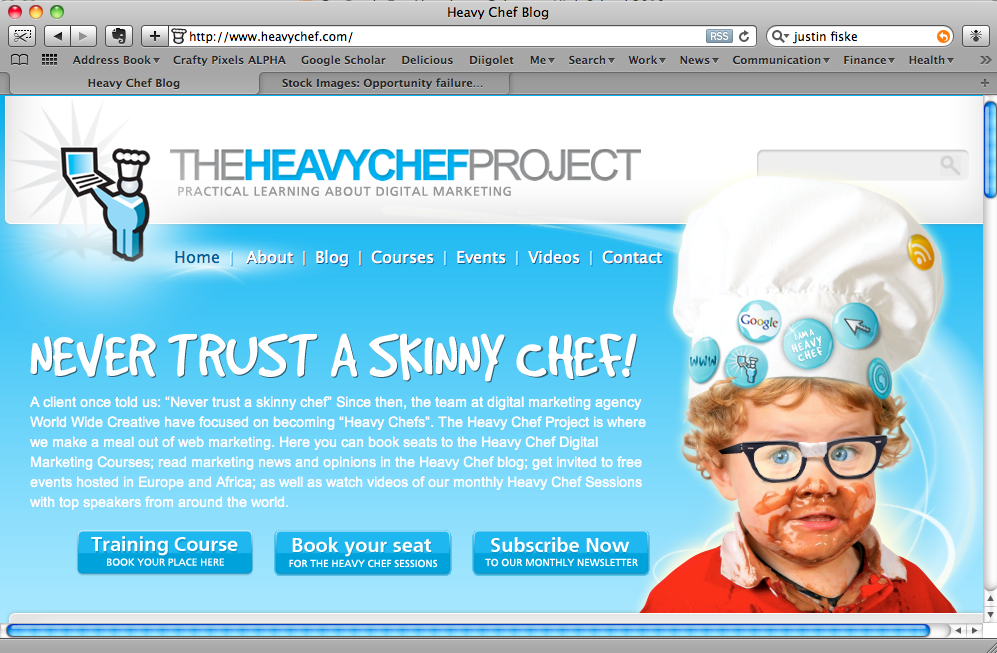 Heavy Chef Blog
http://www.heavychef.com/
RSS
justin fiske
Address Book
Crafty Pixels ALPHA
Google Scholar
Delicious
Diigolet
Me
Search
Work
News
Communication
Finance
Health
Heavy Chef Blog
Stock Images: Opportunity failure...
THEHEAVYCHEFPROJECT
PRACTICAL LEARNING ABOUT DIGITAL MARKETING
Home | About | Blog | Courses | Events | Videos | Contact
Google
I AM A
HEAVY
CHEF
WWW
NEVER TRUST A SKINNY CHEF!
A client once told us: “Never trust a skinny chef” Since then, the team at digital marketing agency
World Wide Creative have focused on becoming “Heavy Chefs”. The Heavy Chef Project is where
we make a meal out of web marketing. Here you can book seats to the Heavy Chef Digital
Marketing Courses; read marketing news and opinions in the Heavy Chef blog; get invited to free
events hosted in Europe and Africa; as well as watch videos of our monthly Heavy Chef Sessions
with top speakers from around the world.
Training Course
BOOK YOUR PLACE HERE
Book your seat
FOR THE HEAVY CHEF SESSIONS
Subscribe Now
TO OUR MONTHLY NEWSLETTER